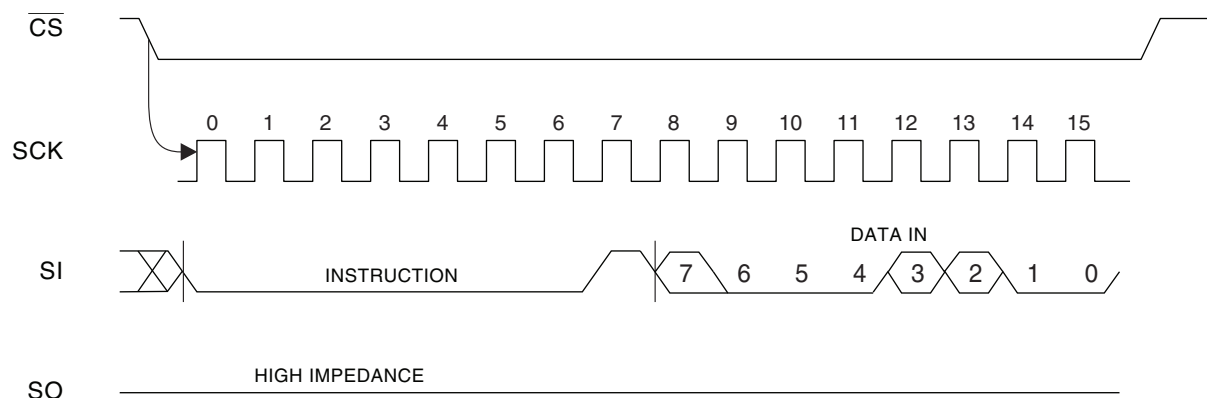 CS
0 1 2 3 4 5 6 7 8 9 10 11 12 13 14 15
SCK
DATA IN
SI
INSTRUCTION
7 6 5 4 3 2 1 0
HIGH IMPEDANCE
SO